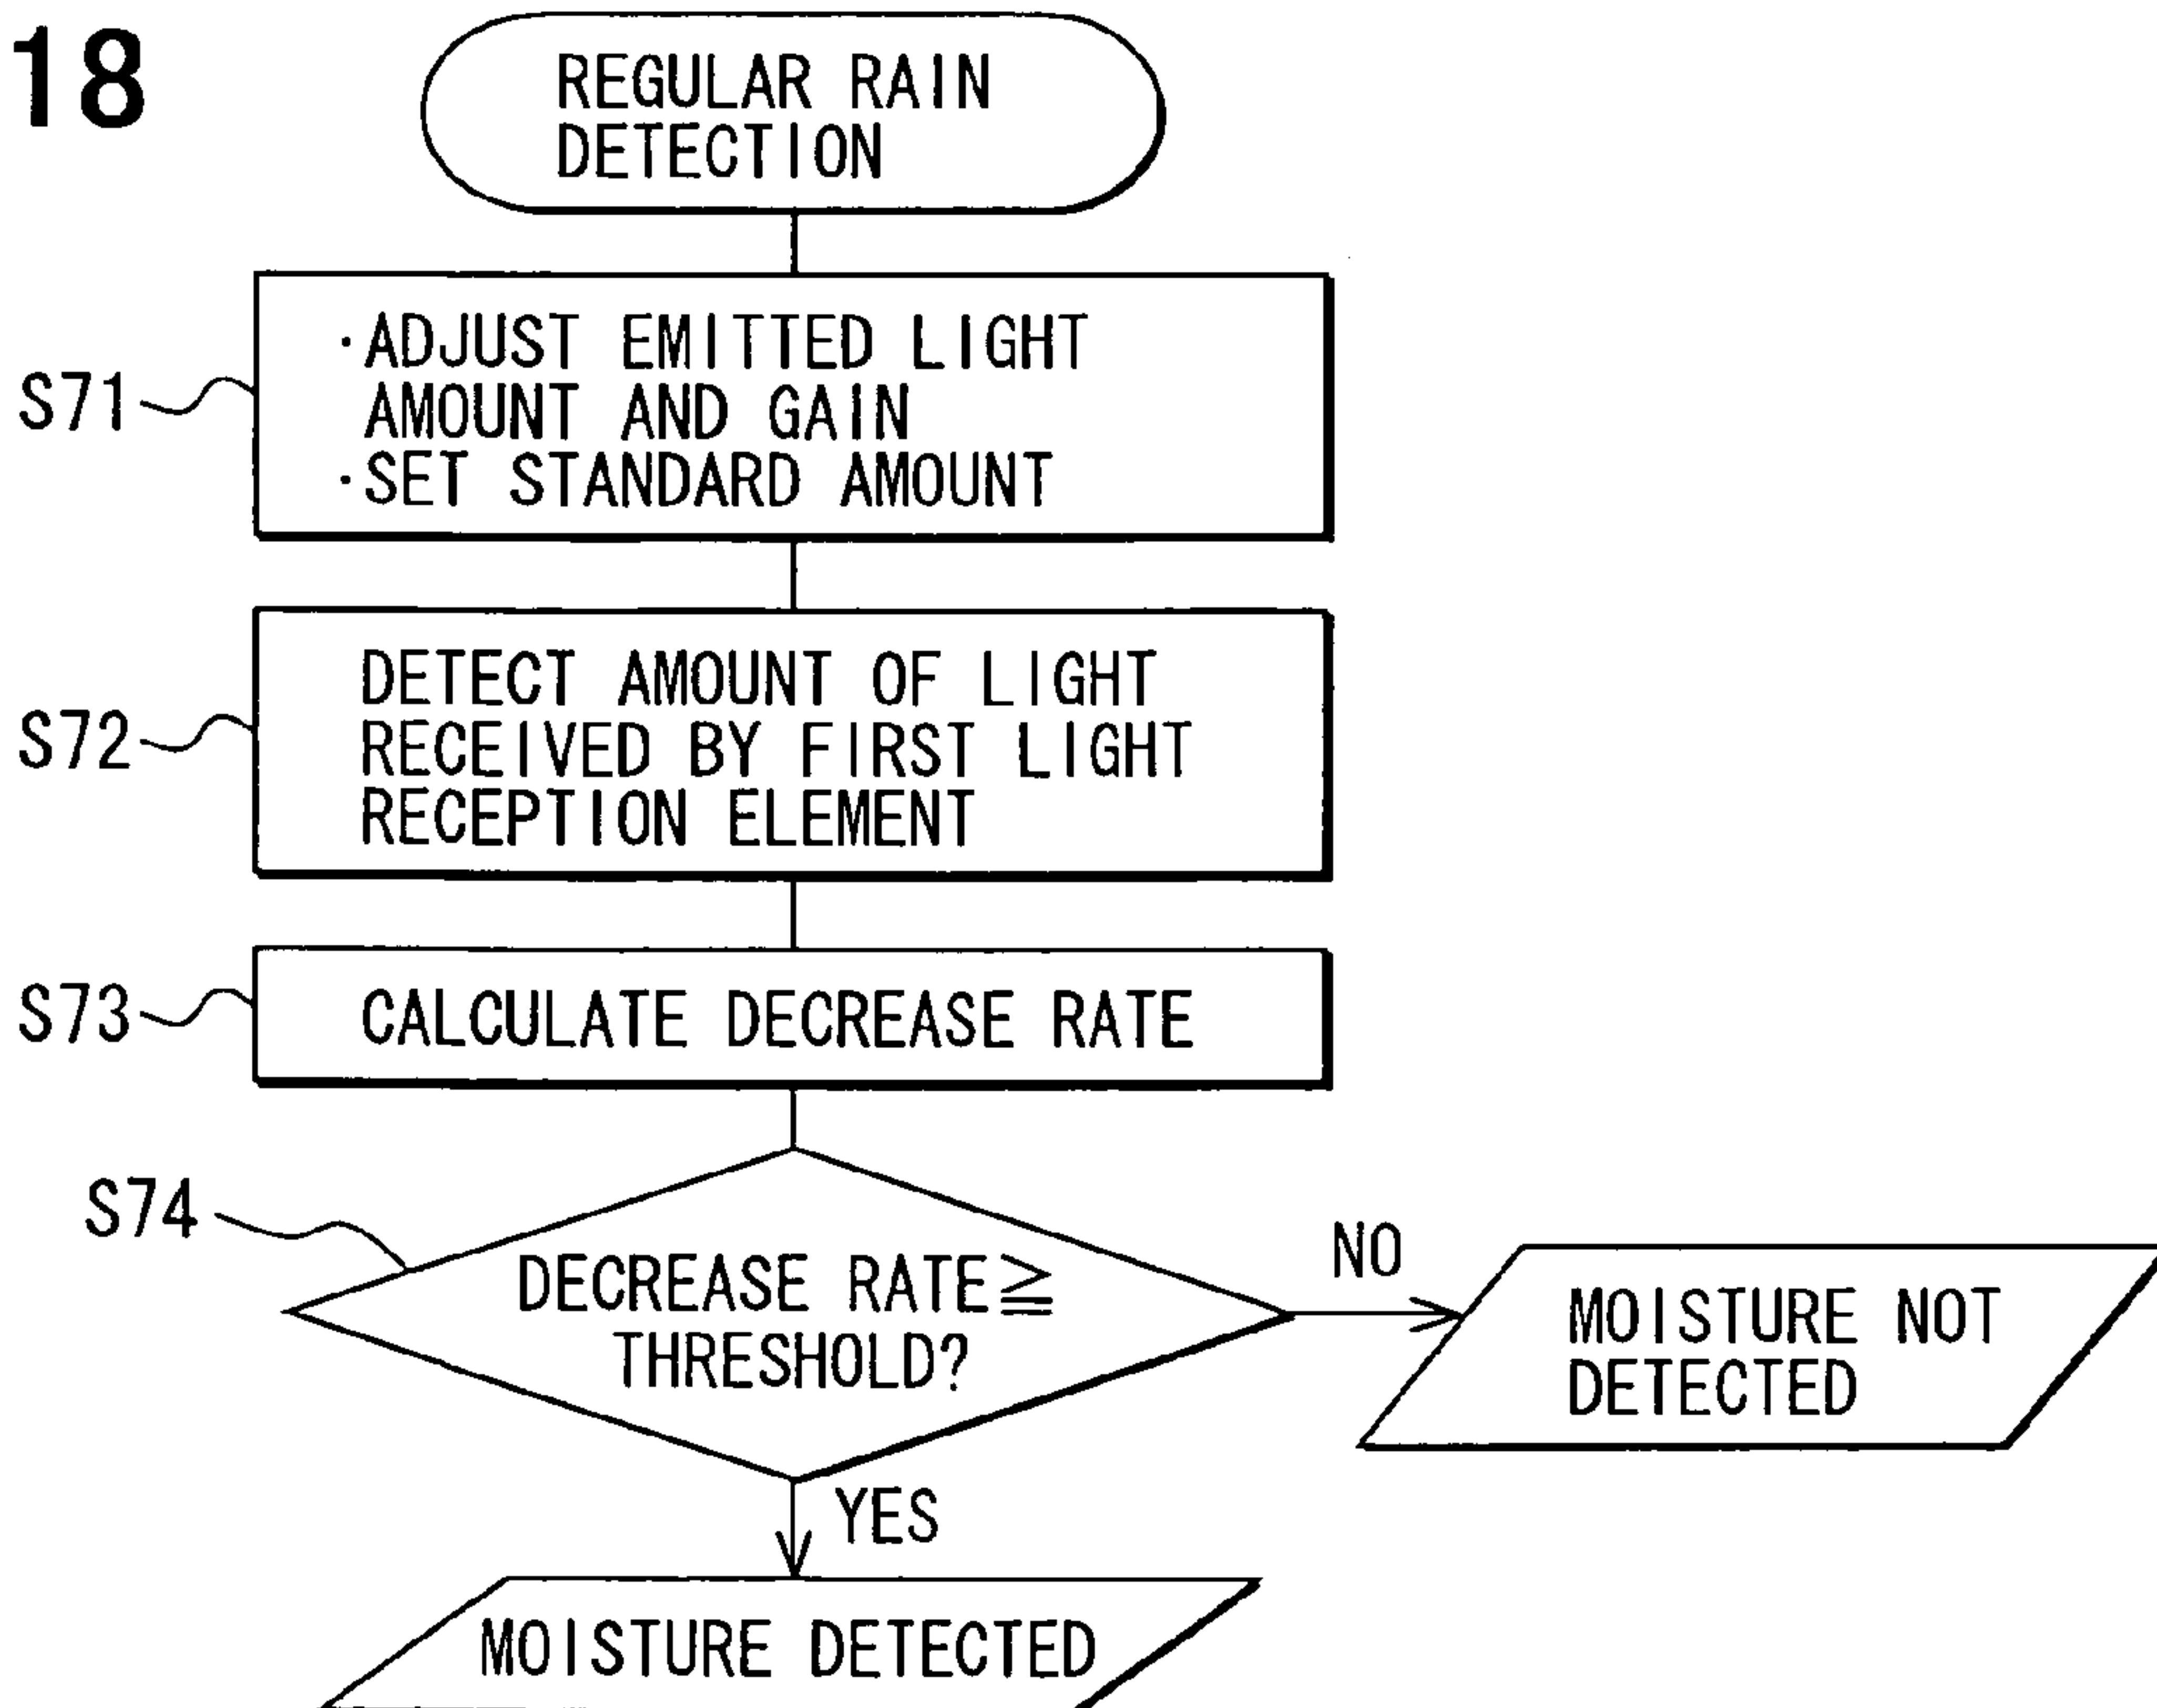 18
REGULAR RAIN
DETECTION
S71
·ADJUST EMITTED LIGHT
AMOUNT AND GAIN
·SET STANDARD AMOUNT
S72
DETECT AMOUNT OF LIGHT
RECEIVED BY FIRST LIGHT
RECEPTION ELEMENT
S73
CALCULATE DECREASE RATE
S74
DECREASE RATE≧
THRESHOLD?
NO
MOISTURE NOT
DETECTED
YES
MOISTURE DETECTED